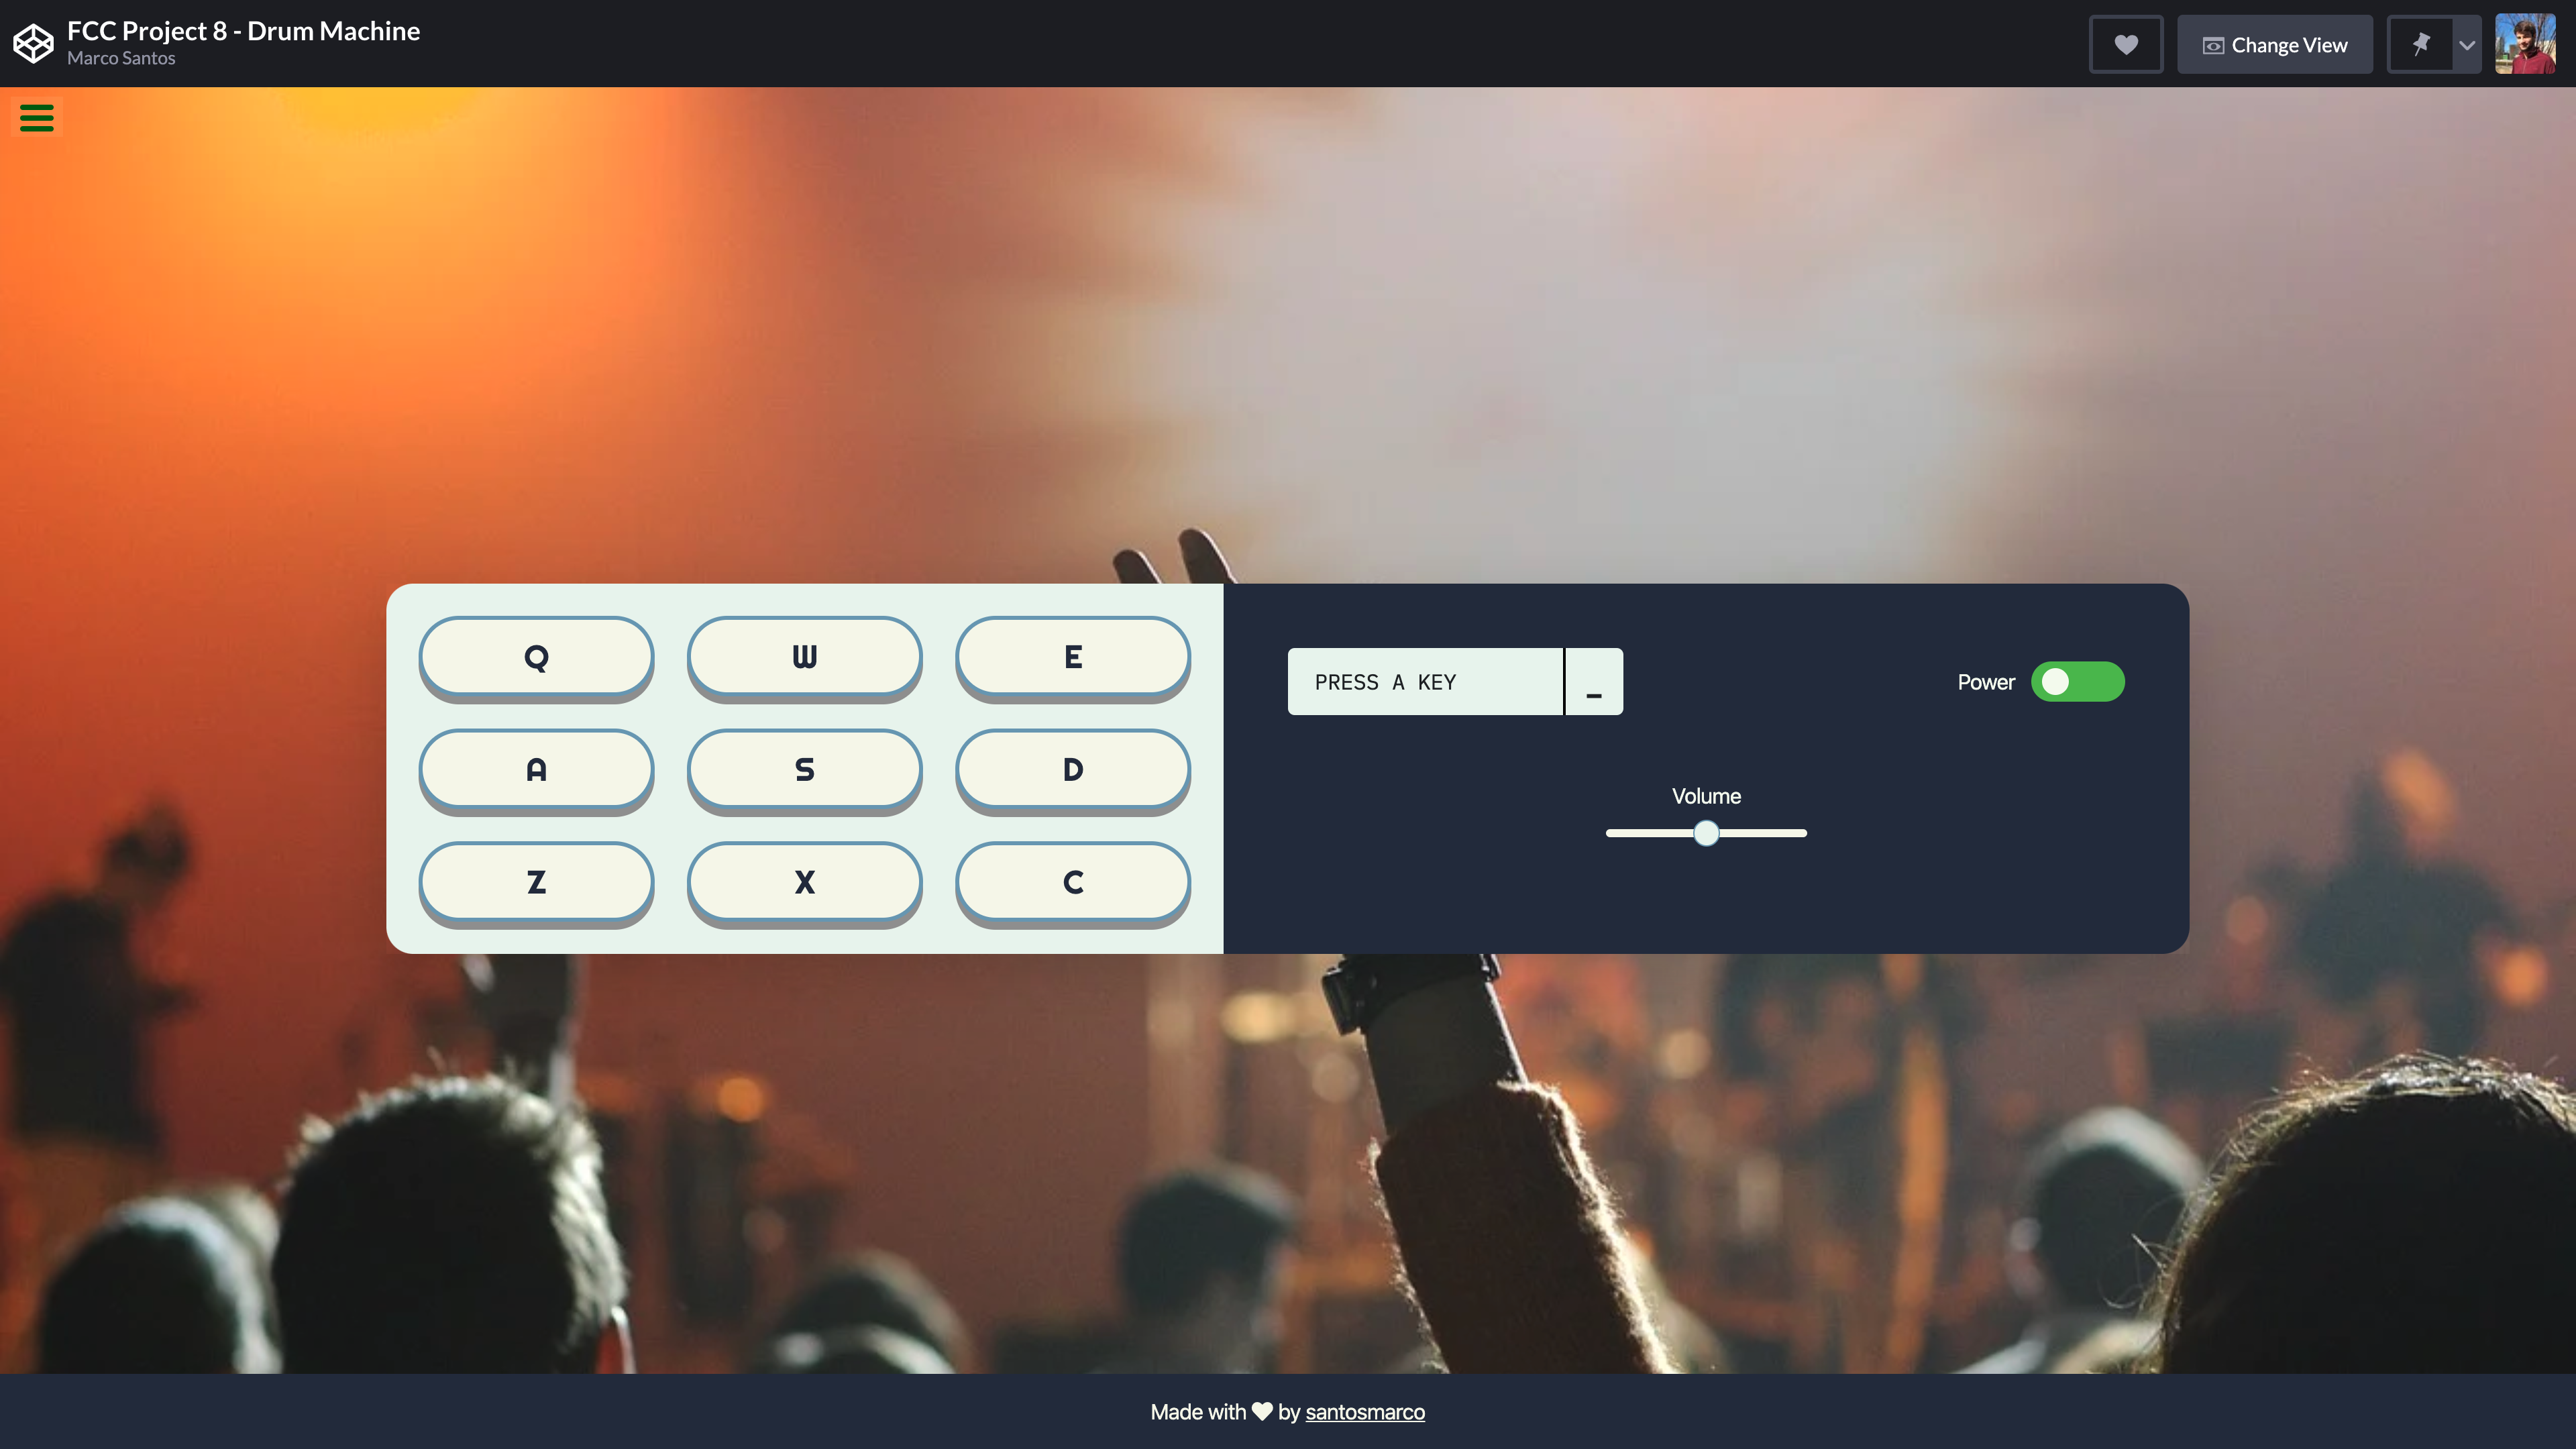 FCC Project 8 - Drum Machine
Marco Santos
Change View
Q W E
PRESS A KEY _
Power
A S D
Volume
Z X C
Made with ♥ by santosmarco